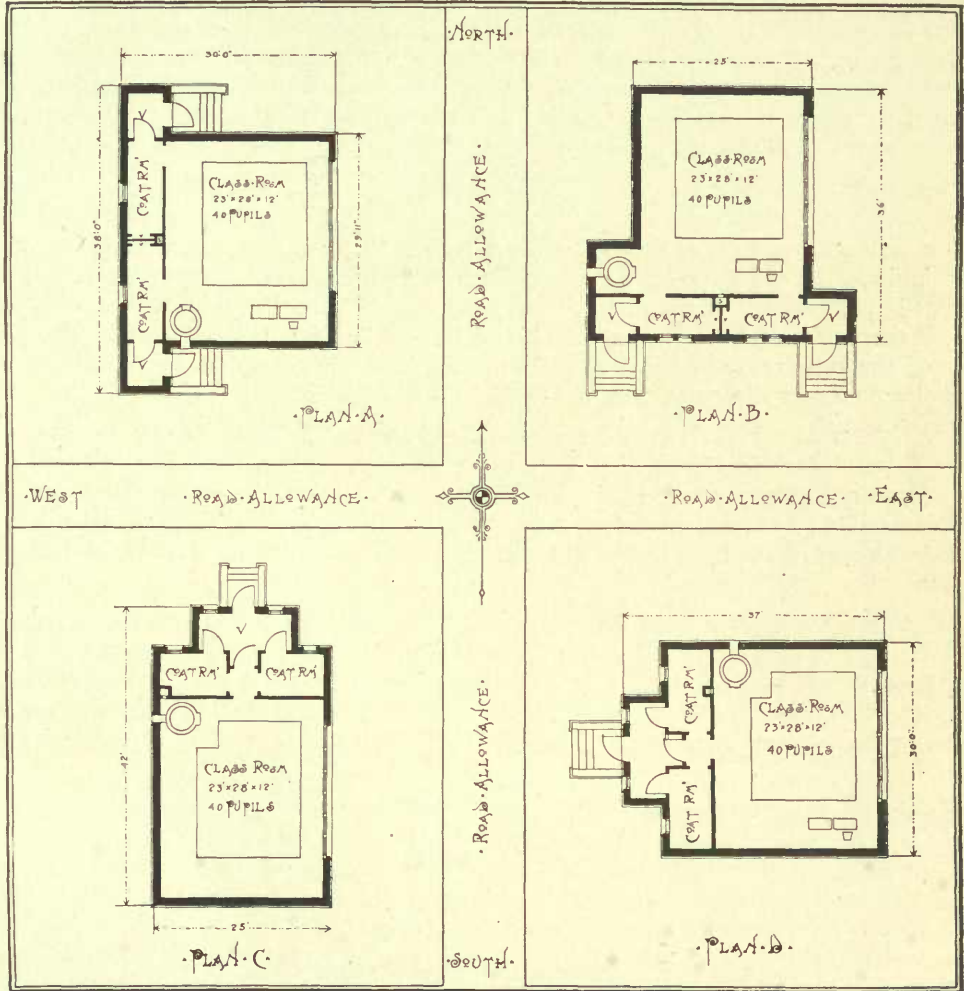 ·NORTH·
30'0"
38'0"
V
COAT RM'
COAT RM'
V
CLASS·ROOM
23'×28'×12'
40 PUPILS
29'11"
·PLAN·A·
·ROAD·ALLOWANCE·
25'
CLASS·ROOM
23'×28'×12'
40 PUPILS
36'
V
COAT RM'
S
COAT RM'
V
·PLAN·B·
·WEST
·ROAD·ALLOWANCE·
·ROAD·ALLOWANCE·
·EAST·
V
COAT RM'
COAT RM'
42'
CLASS ROOM
23'×28'×12'
40 PUPILS
25'
·PLAN·C·
·ROAD·ALLOWANCE·
·SOUTH·
37'
COAT RM'
COAT RM'
CLASS·ROOM
23'×28'×12'
40 PUPILS
30'0"
·PLAN·D·